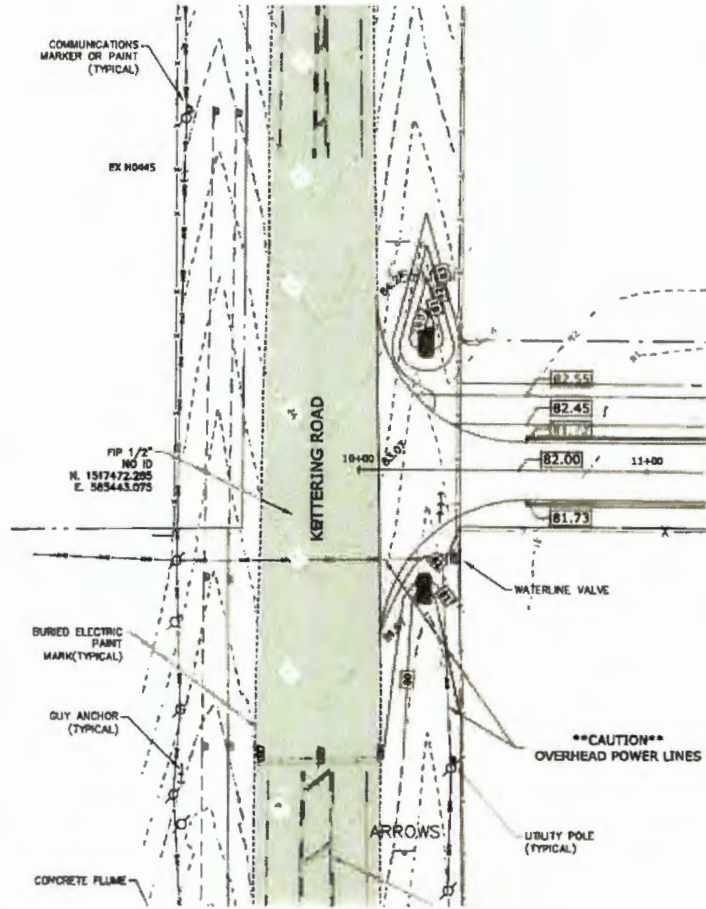 COMMUNICATIONS
MARKER OR PAINT
(TYPICAL)
EX H0445
82.55
82.45
KETTERING ROAD
FIP 1/2"
NO ID
N. 1517472.285
E. 585443.075
10+00
82.00
11+00
81.73
WATERLINE VALVE
BURIED ELECTRIC
PAINT
MARK(TYPICAL)
GUY ANCHOR
(TYPICAL)
**CAUTION**
OVERHEAD POWER LINES
ARROWS
UTILITY POLE
(TYPICAL)
CONCRETE FLUME